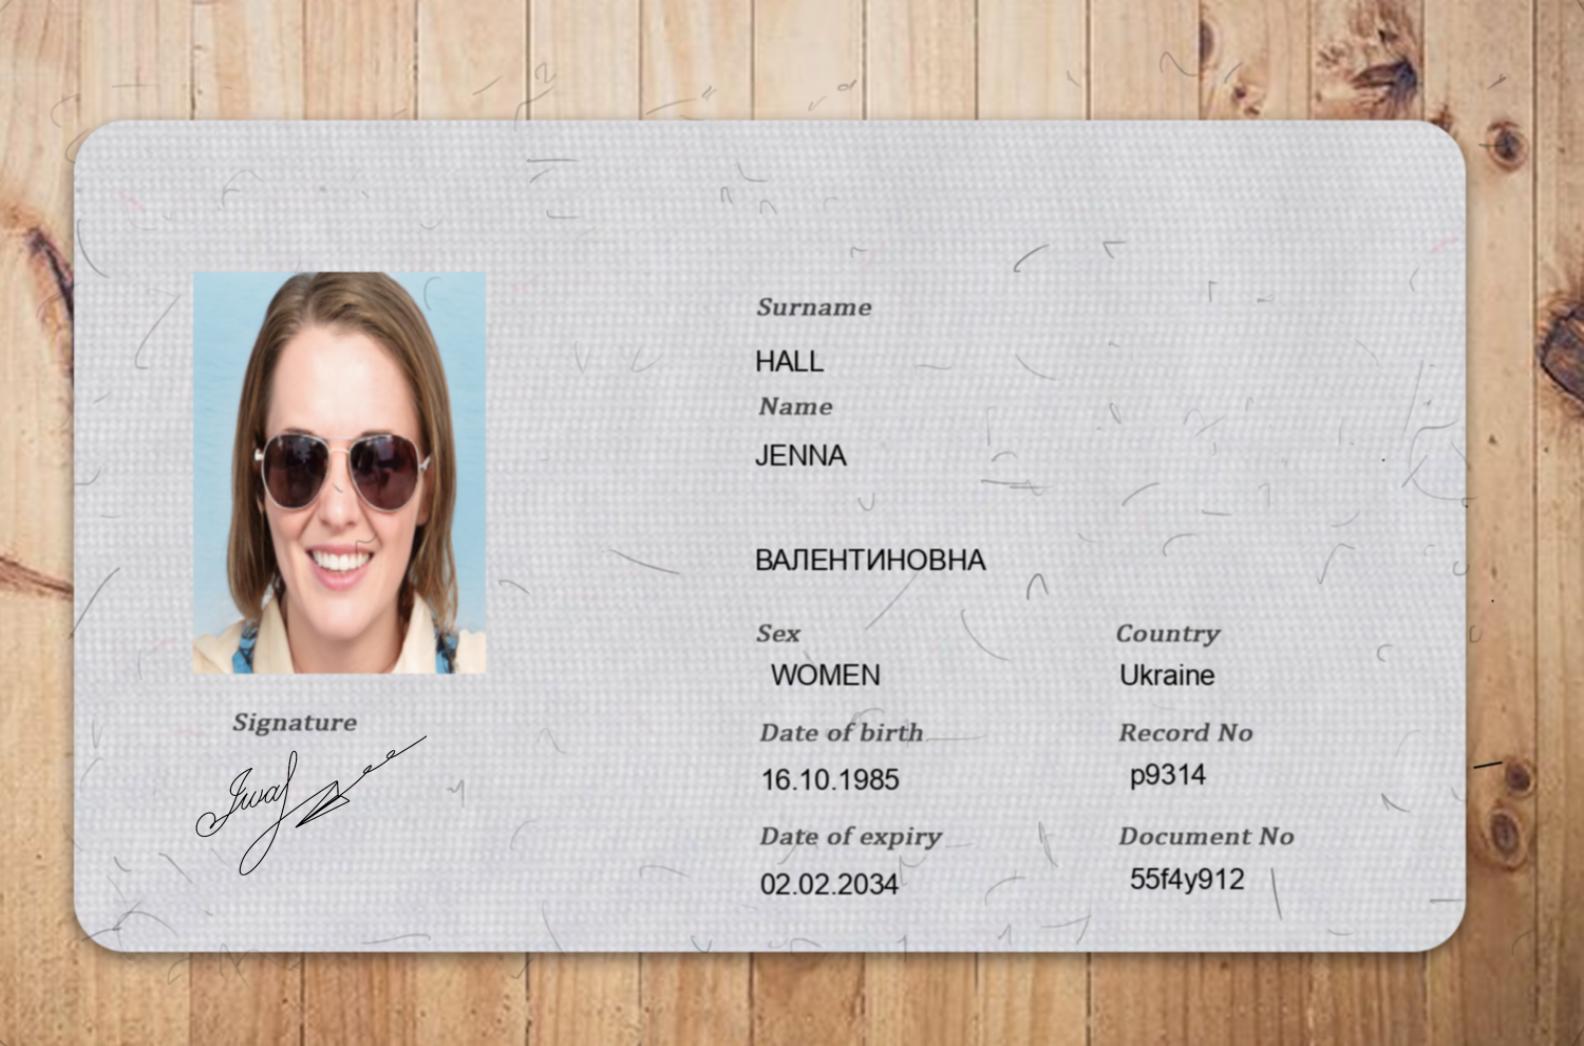 Surname
HALL
Name
JENNA
ВАЛЕНТИНОВНА
Sex
Country
WOMEN
Ukraine
Date of birth
Record No
16.10.1985
p9314
Date of expiry
Document No
02.02.2034
55f4y912
Signature